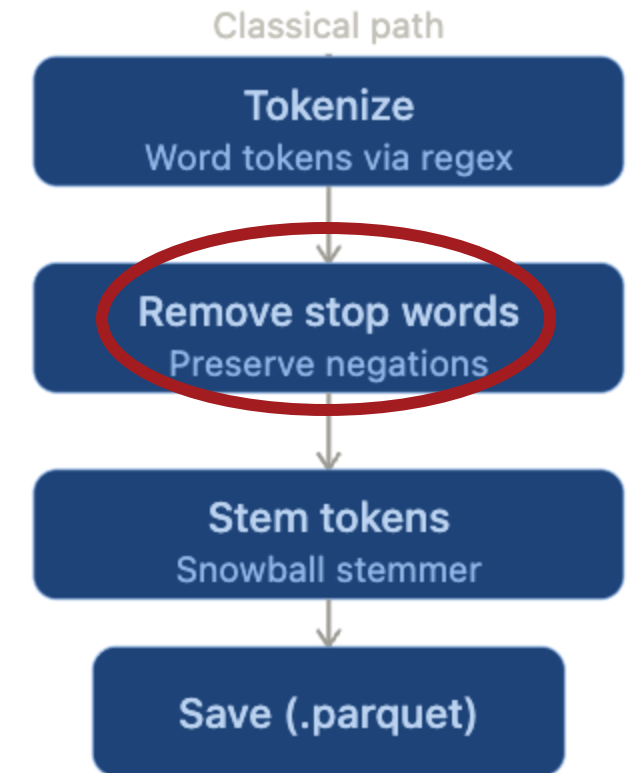 Classical path
Tokenize
Word tokens via regex
Remove stop words
Preserve negations
Stem tokens
Snowball stemmer
Save (.parquet)